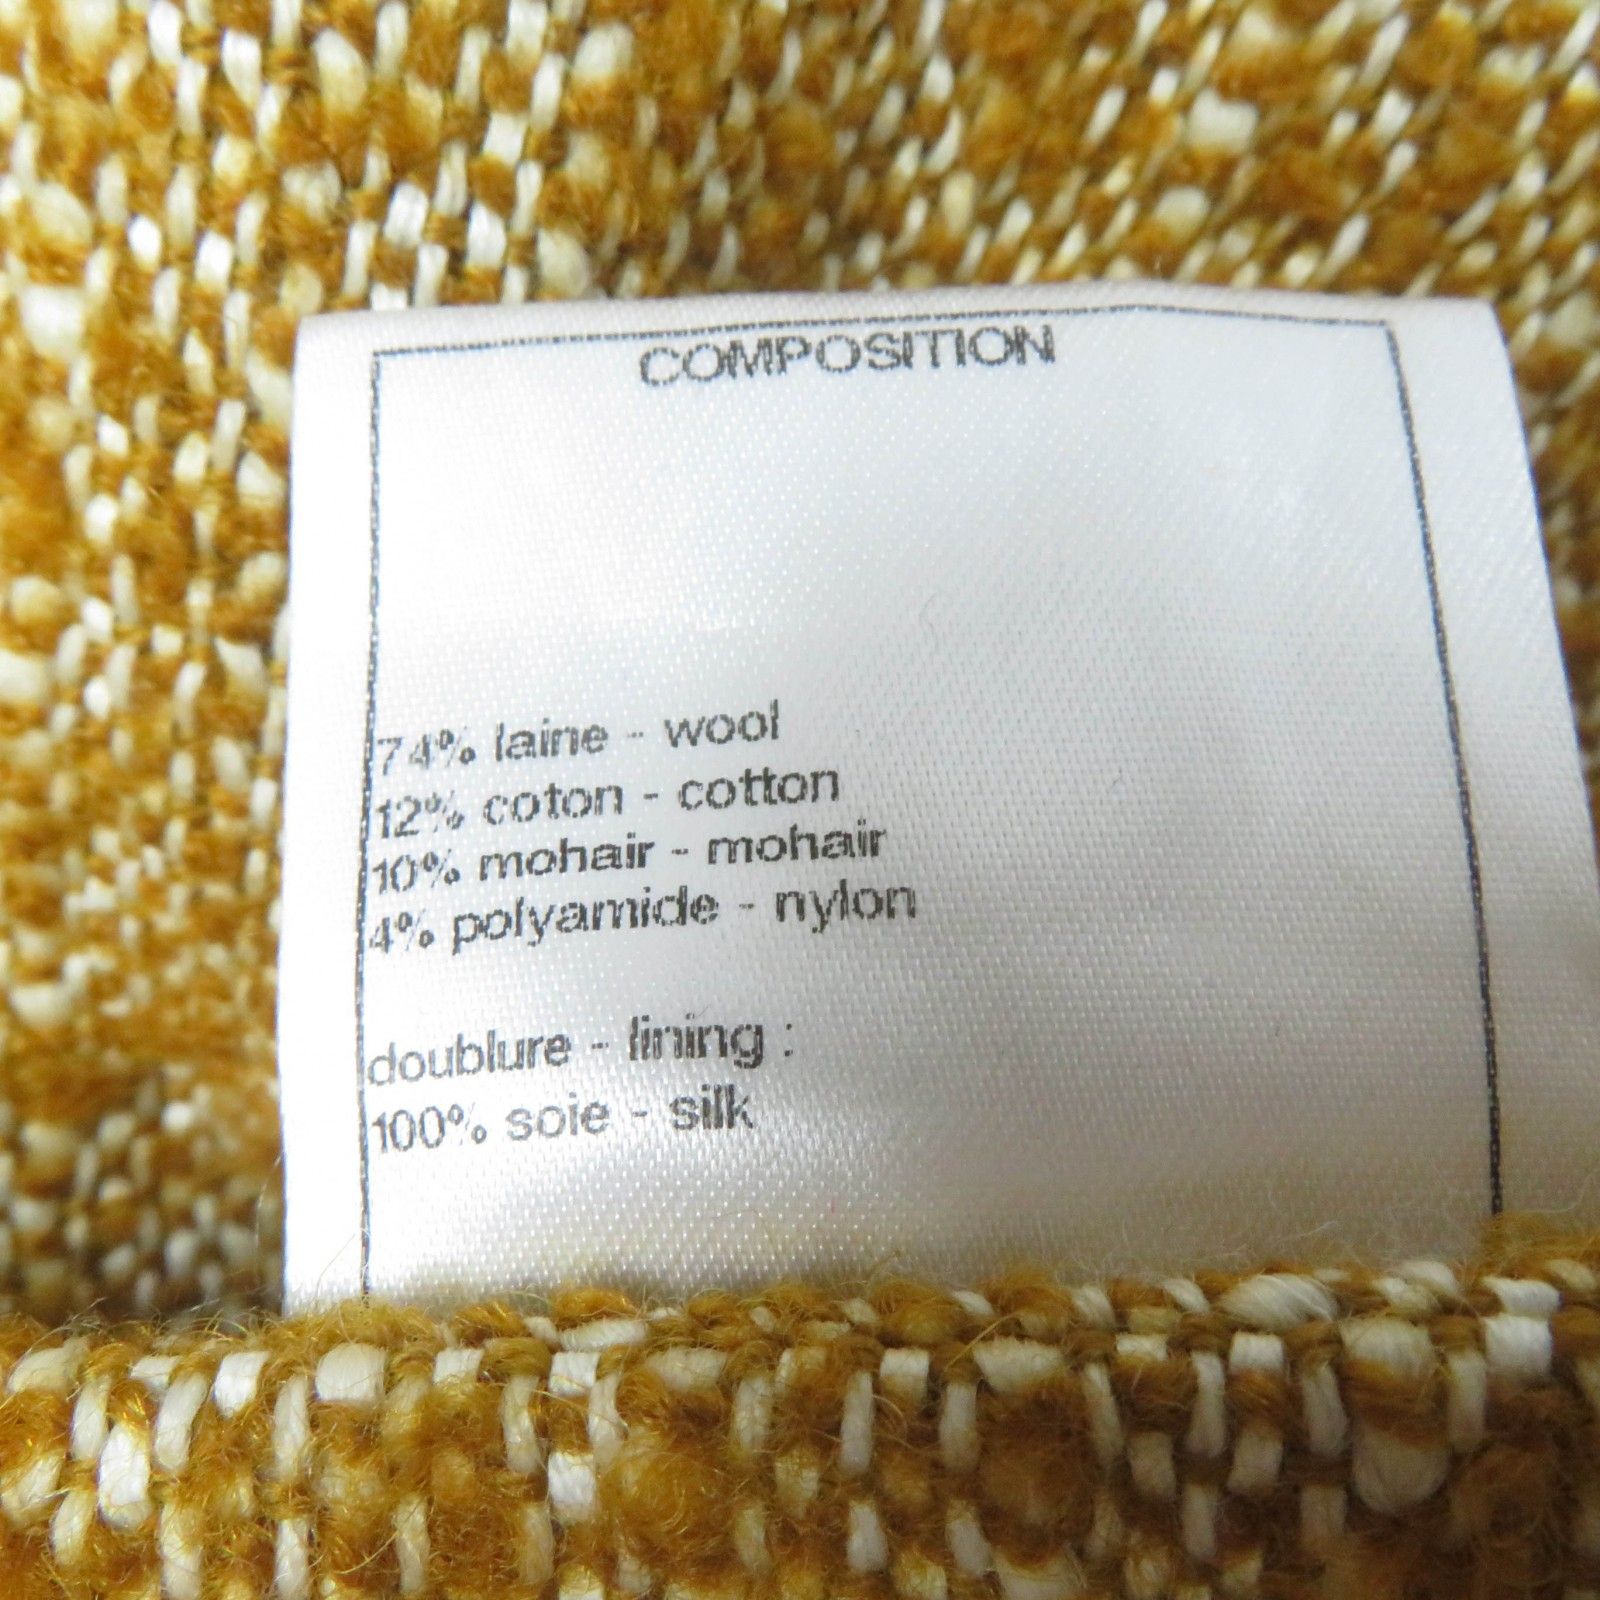 COMPOSITION
74% laine - wool
12% coton - cotton
10% mohair - mohair
4% polyamide - nylon
doublure - lining :
100% soie - silk